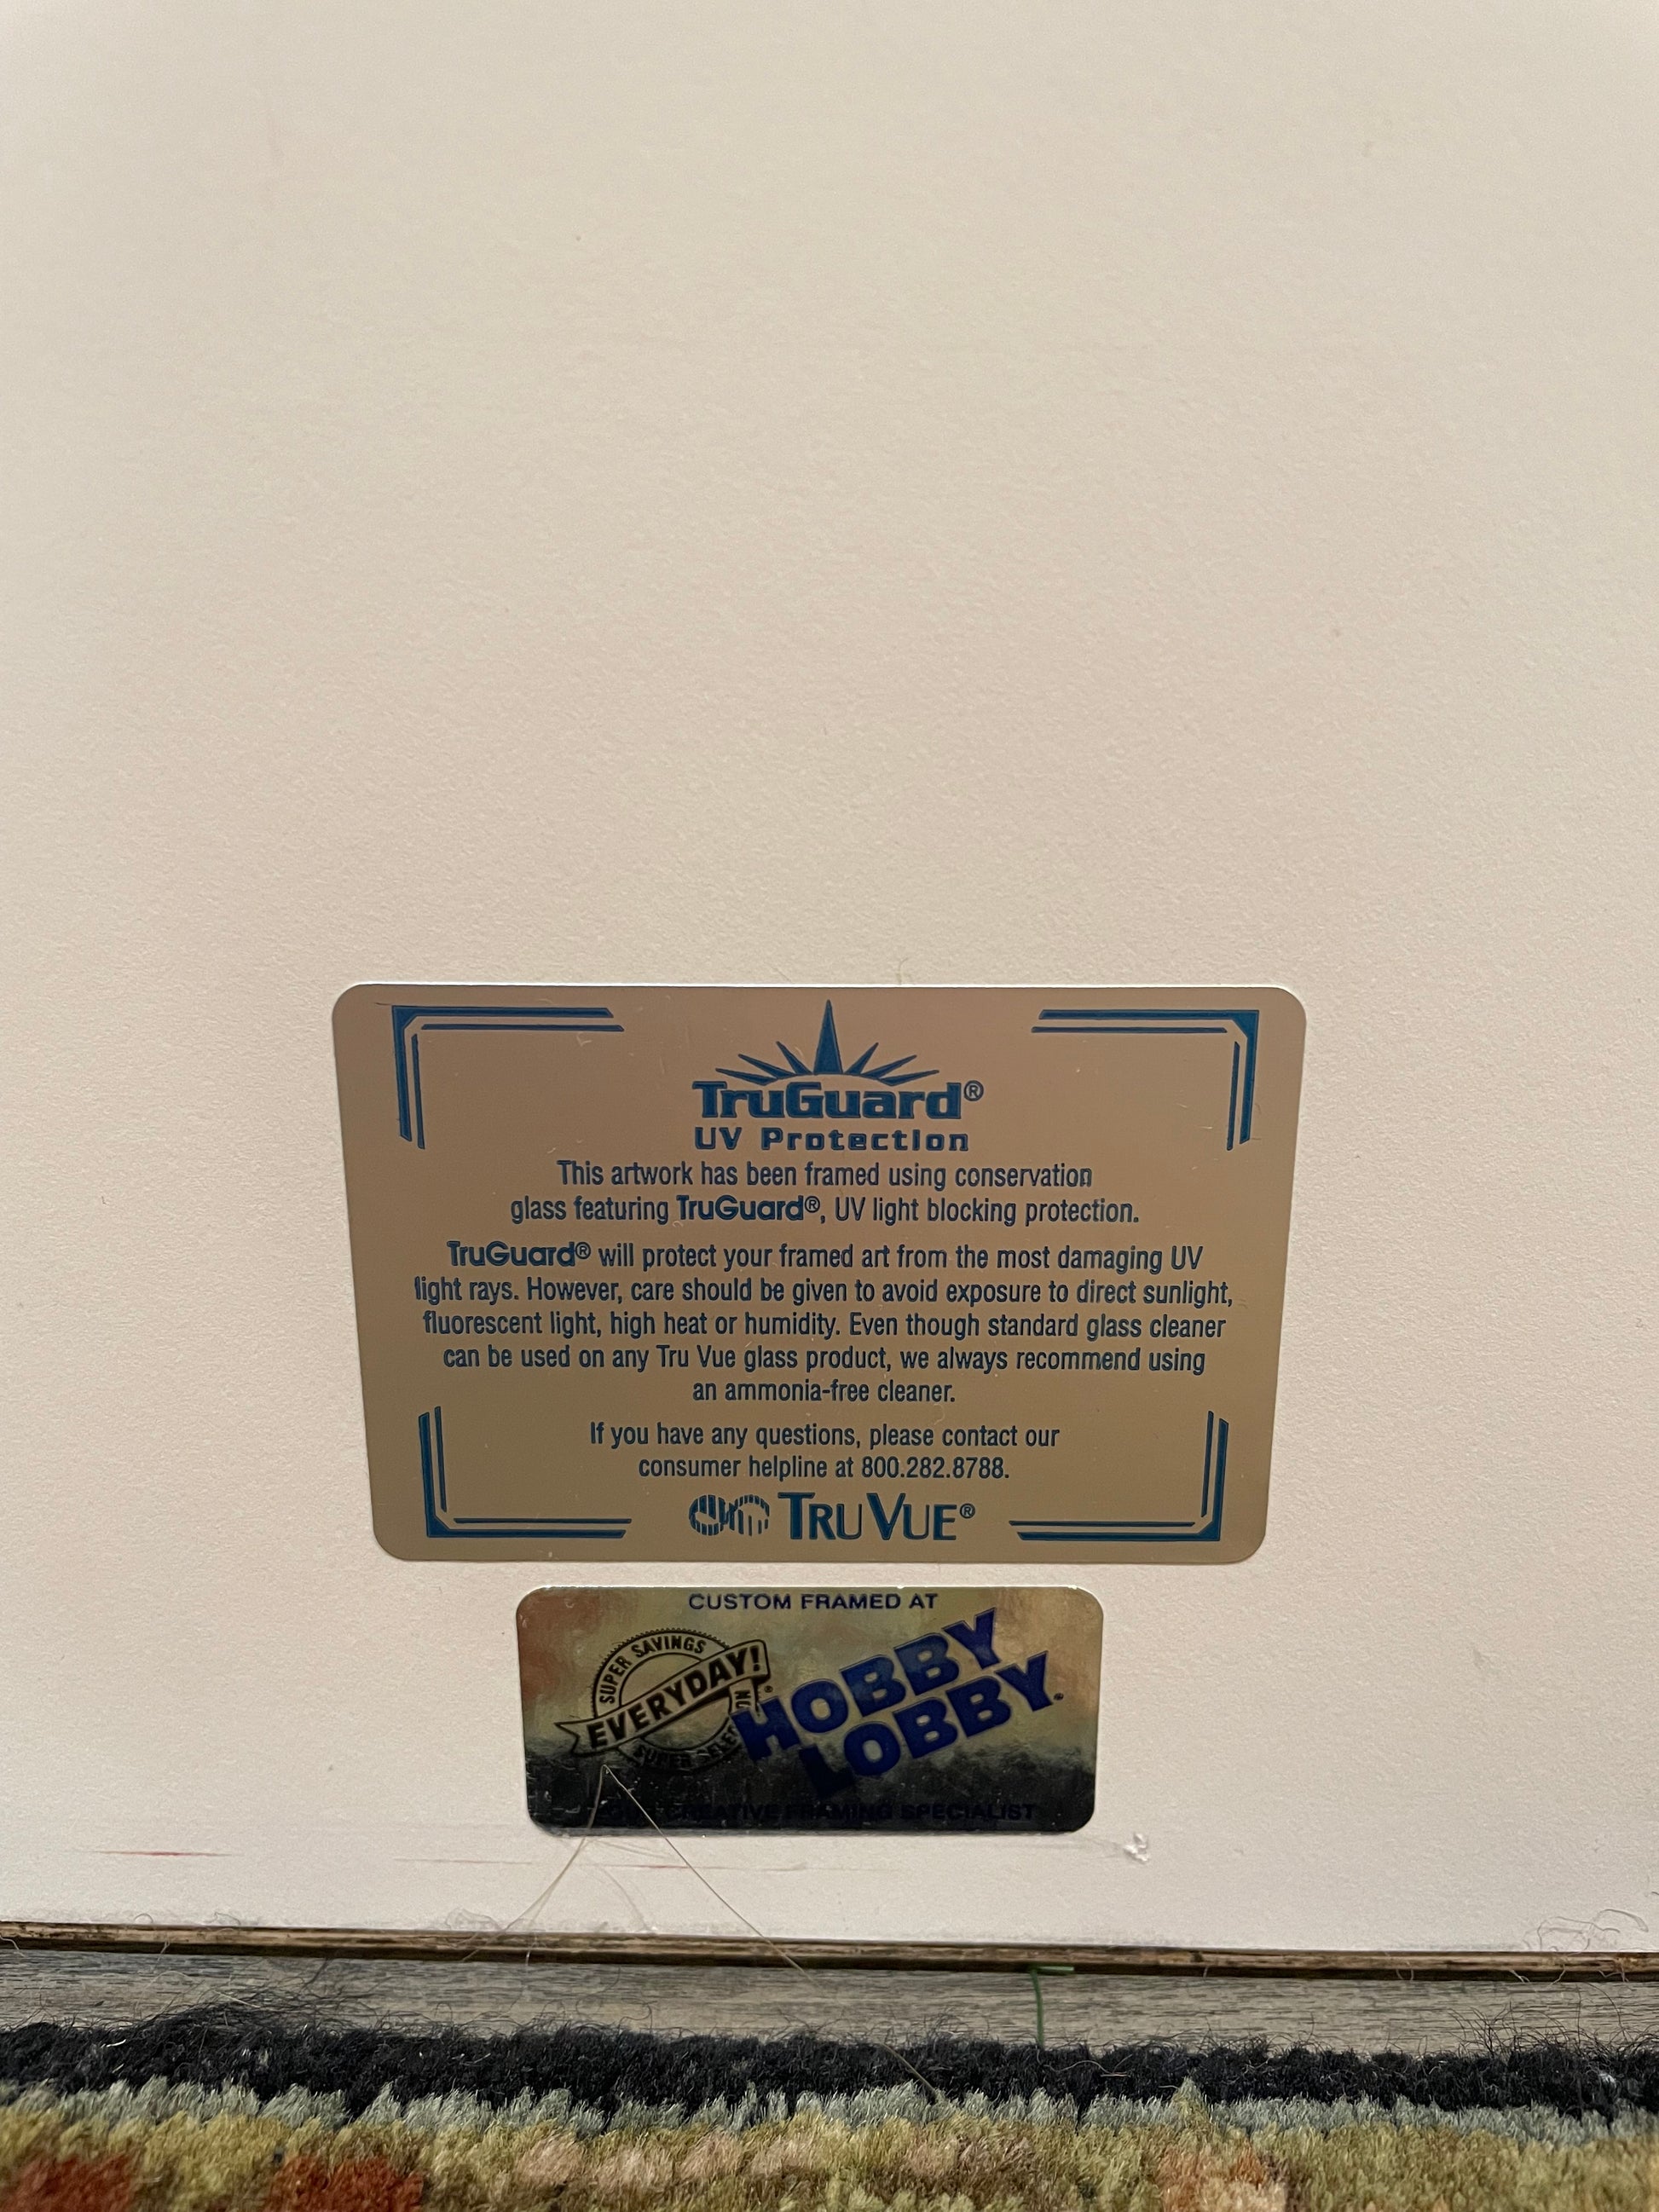 TruGuard®
UV Protection
This artwork has been framed using conservation
glass featuring TruGuard®, UV light blocking protection.
TruGuard® will protect your framed art from the most damaging UV
light rays. However, care should be given to avoid exposure to direct sunlight,
fluorescent light, high heat or humidity. Even though standard glass cleaner
can be used on any Tru Vue glass product, we always recommend using
an ammonia-free cleaner.
If you have any questions, please contact our
consumer helpline at 800.282.8788.
TRU VUE®
CUSTOM FRAMED AT
SUPER SAVINGS
EVERYDAY!
SUPER
HOBBY
LOBBY®
CREATIVE FRAMING SPECIALIST